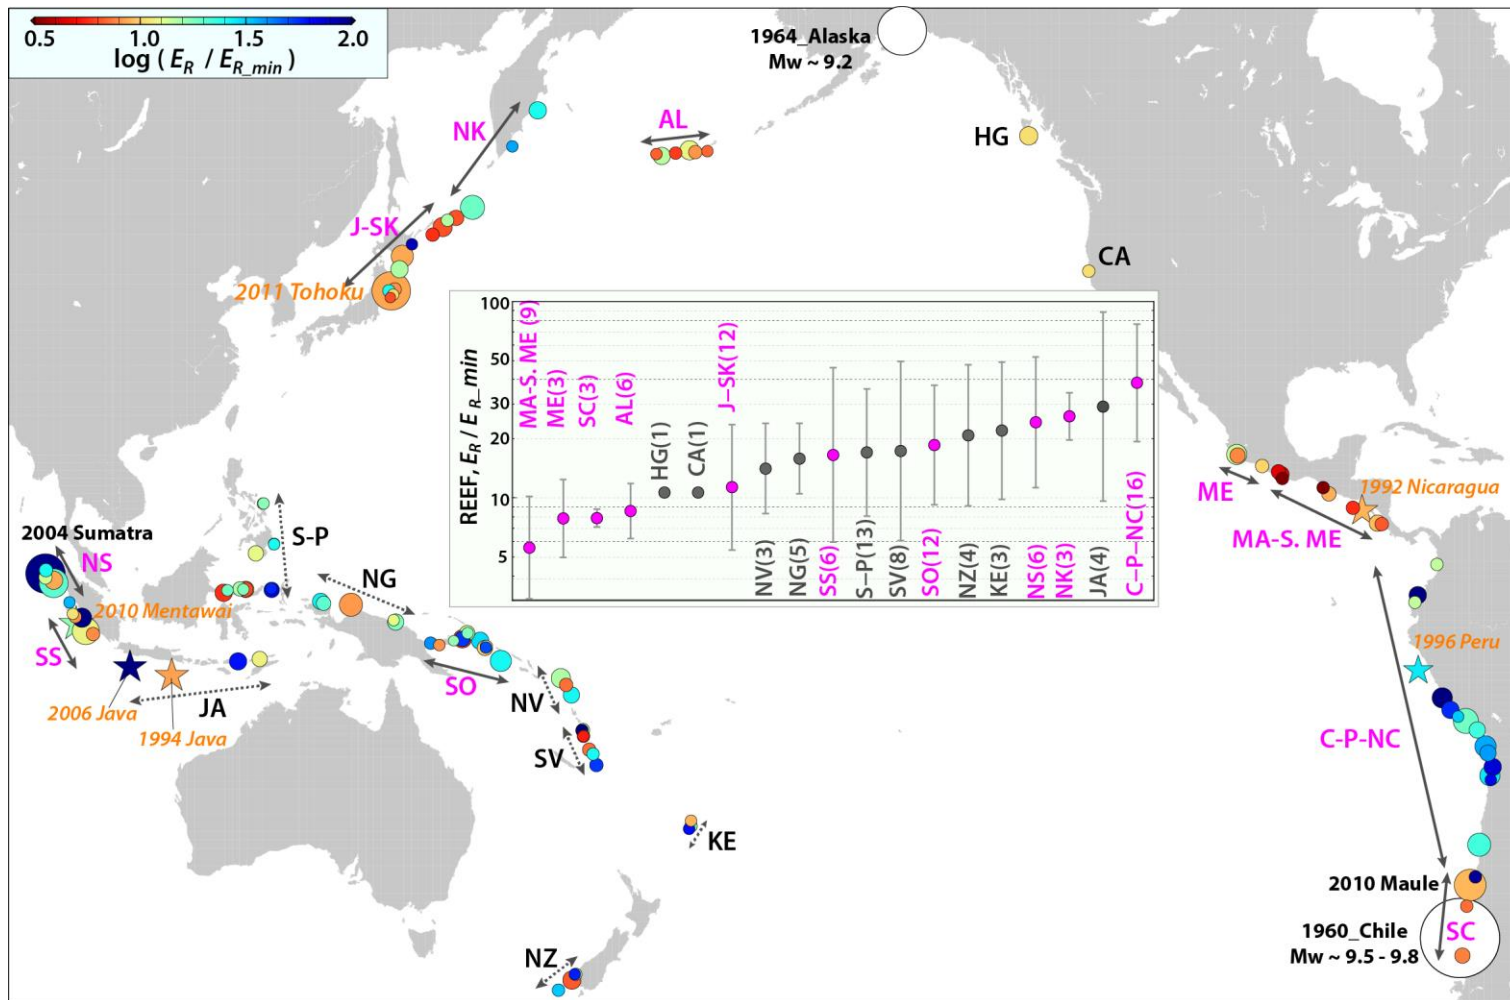 0.5 1.0 1.5 2.0
log ( E_R / E_R_min )
1964_Alaska
Mw ~ 9.2
NK
AL
HG
J-SK
CA
2011 Tohoku
100
50
30
20
10
5
REEF, E_R / E_R_min
MA-S. ME (9)
ME(3)
SC(3)
AL(6)
HG(1)
CA(1)
J–SK(12)
NV(3)
NG(5)
SS(6)
S–P(13)
SV(8)
SO(12)
NZ(4)
KE(3)
NS(6)
NK(3)
JA(4)
C–P–NC(16)
ME
1992 Nicaragua
MA-S. ME
2004 Sumatra
NS
S-P
NG
2010 Mentawai
SS
SO
1996 Peru
NV
JA
2006 Java
1994 Java
C-P-NC
SV
KE
2010 Maule
1960_Chile
SC
Mw ~ 9.5 - 9.8
NZ